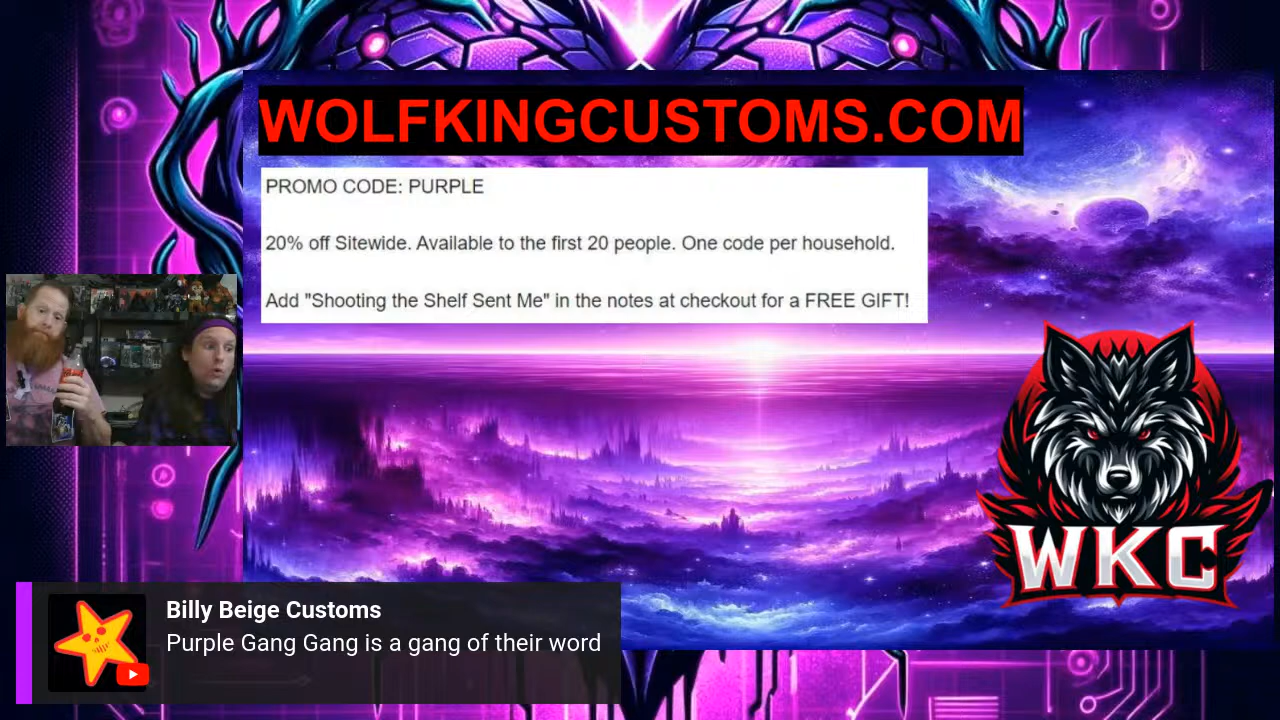 WOLFKINGCUSTOMS.COM
PROMO CODE: PURPLE
20% off Sitewide. Available to the first 20 people. One code per household.
Add "Shooting the Shelf Sent Me" in the notes at checkout for a FREE GIFT!
WKC
Billy Beige Customs
Purple Gang Gang is a gang of their word